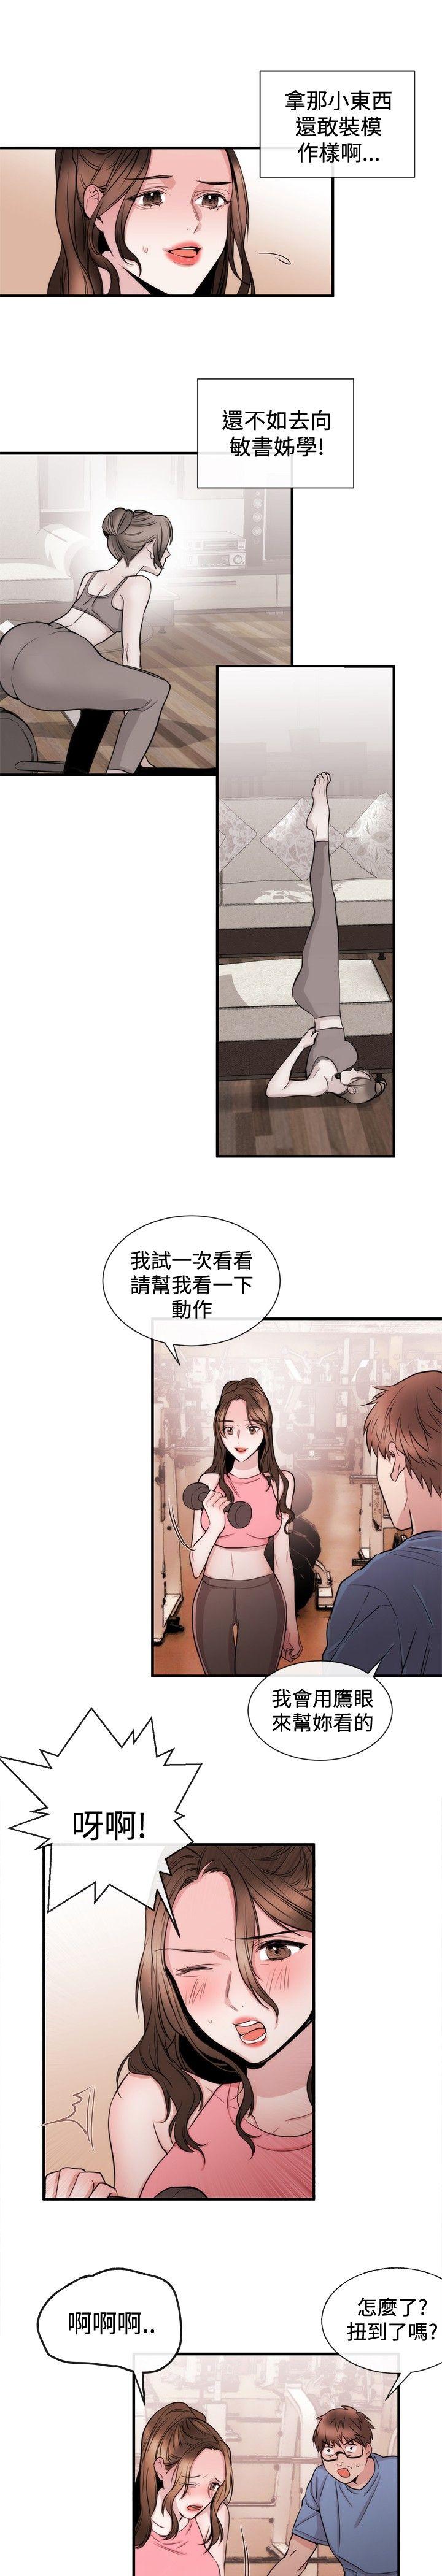 拿那小東西
還敢裝模
作樣啊...
還不如去向
敏書姊學!
我試一次看看
請幫我看一下
動作
我會用鷹眼
來幫妳看的
呀啊!
啊啊啊..
怎麼了?
扭到了嗎?